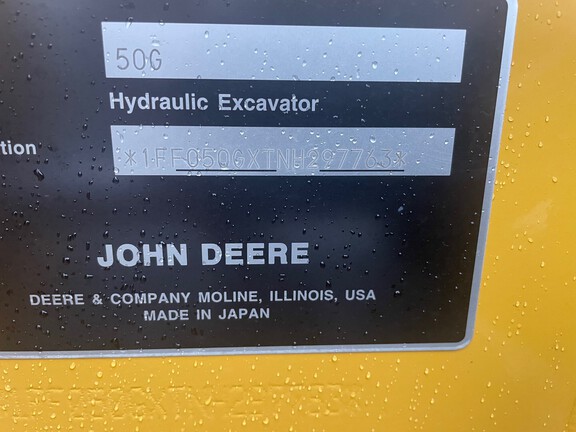 50G
Hydraulic Excavator
tion
*1FF050GXTNH297763*
JOHN DEERE
DEERE & COMPANY MOLINE, ILLINOIS, USA
MADE IN JAPAN